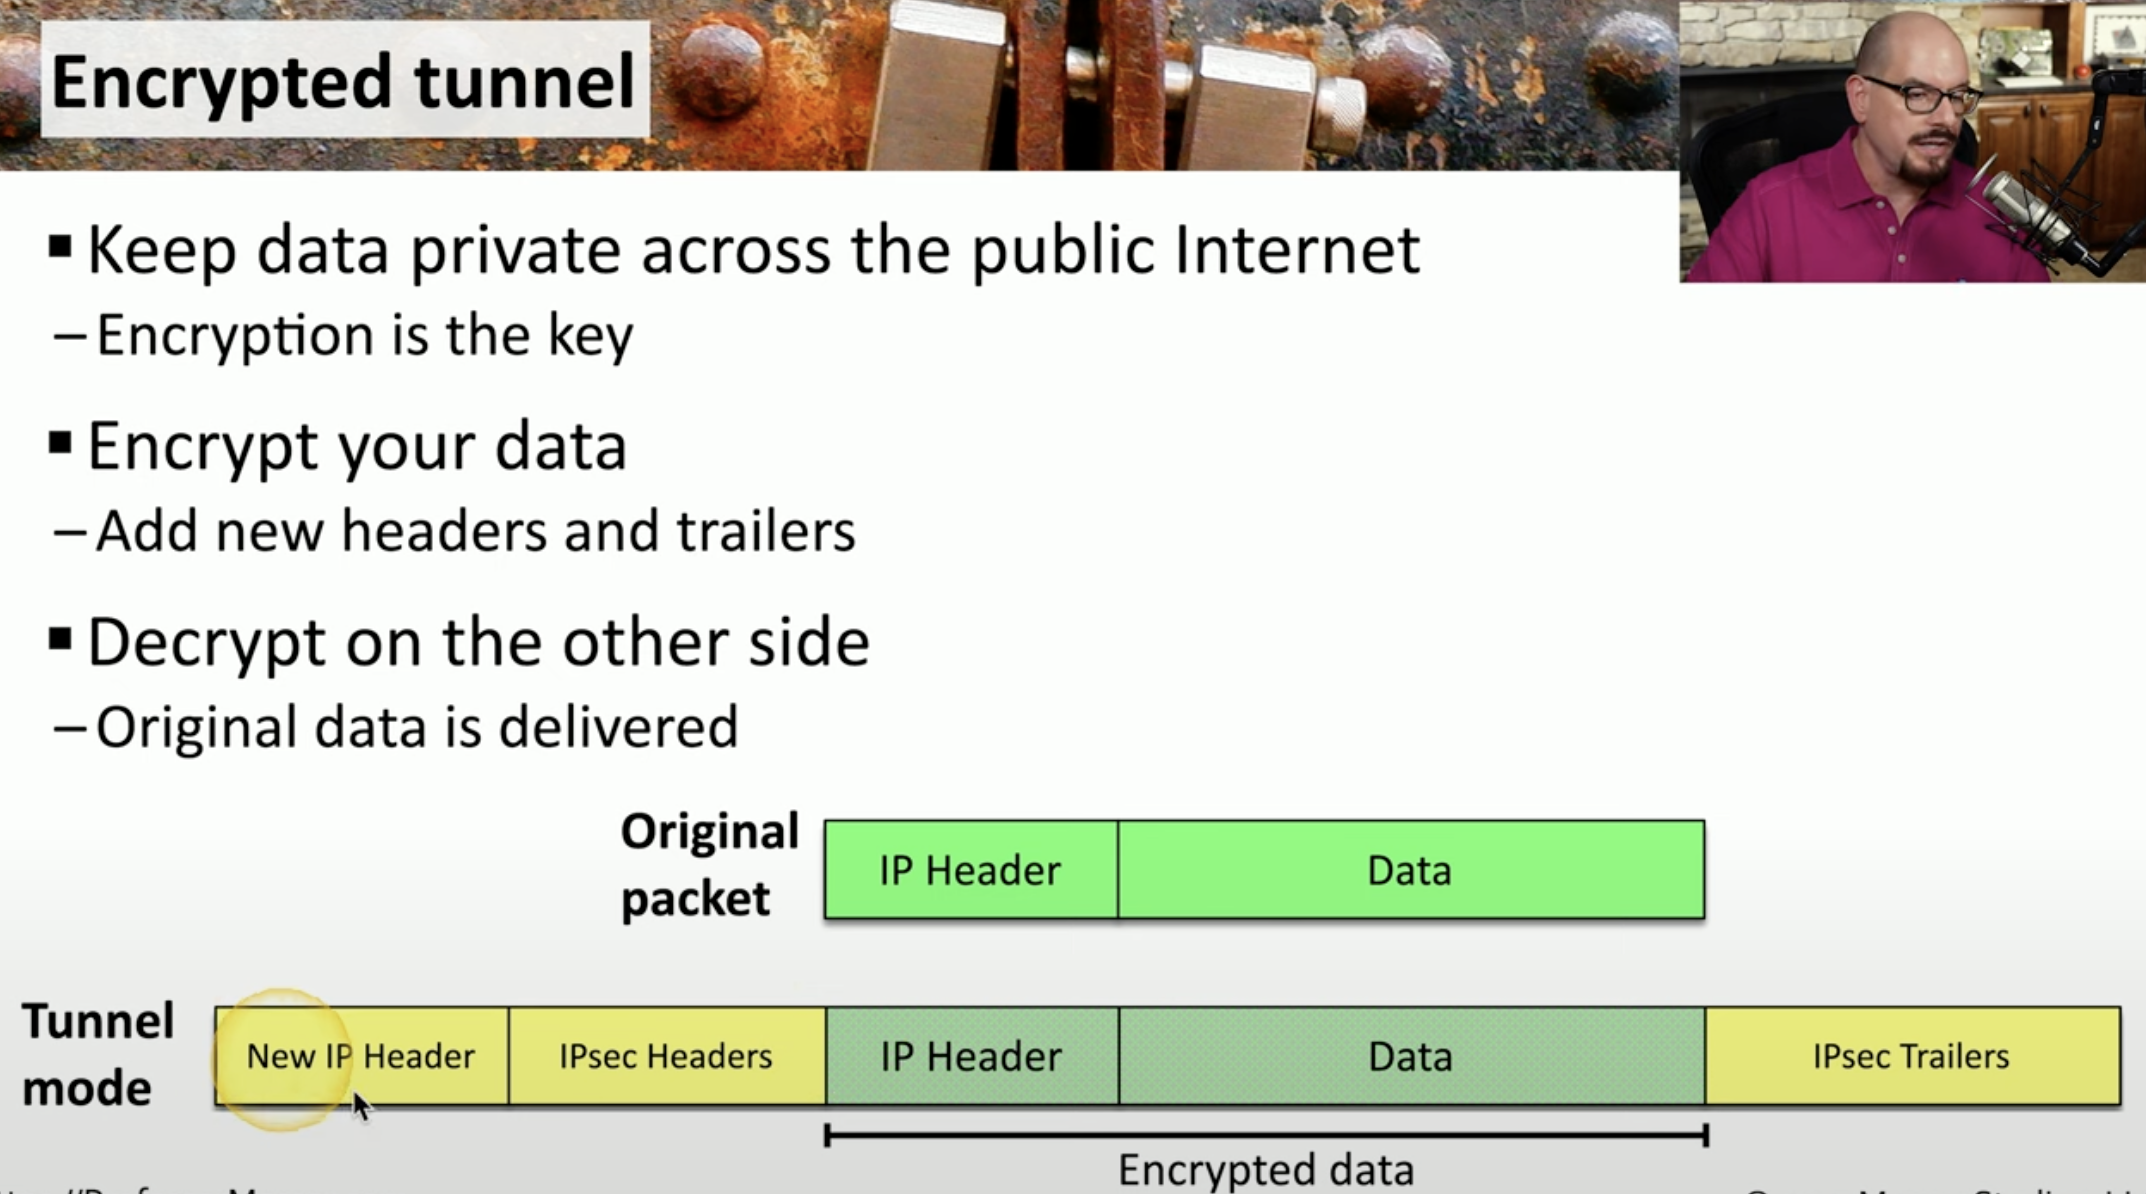 Encrypted tunnel
▪ Keep data private across the public Internet
– Encryption is the key
▪ Encrypt your data
– Add new headers and trailers
▪ Decrypt on the other side
– Original data is delivered
Original
packet
IP Header
Data
Tunnel
mode
New IP Header
IPsec Headers
IP Header
Data
IPsec Trailers
Encrypted data